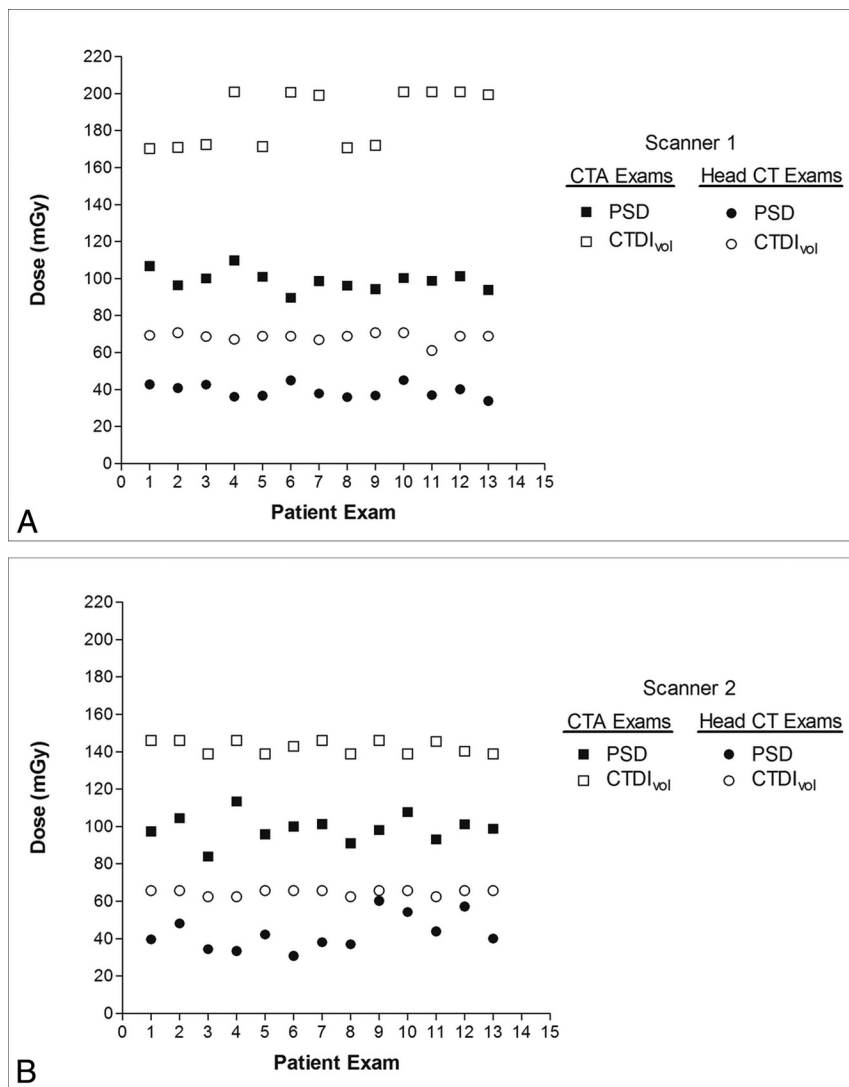 220
200
180
160
140
120
100
80
60
40
20
0
Dose (mGy)
0 1 2 3 4 5 6 7 8 9 10 11 12 13 14 15
Patient Exam
Scanner 1
CTA Exams Head CT Exams
PSD PSD
CTDIvol CTDIvol
A
220
200
180
160
140
120
100
80
60
40
20
0
Dose (mGy)
0 1 2 3 4 5 6 7 8 9 10 11 12 13 14 15
Patient Exam
Scanner 2
CTA Exams Head CT Exams
PSD PSD
CTDIvol CTDIvol
B